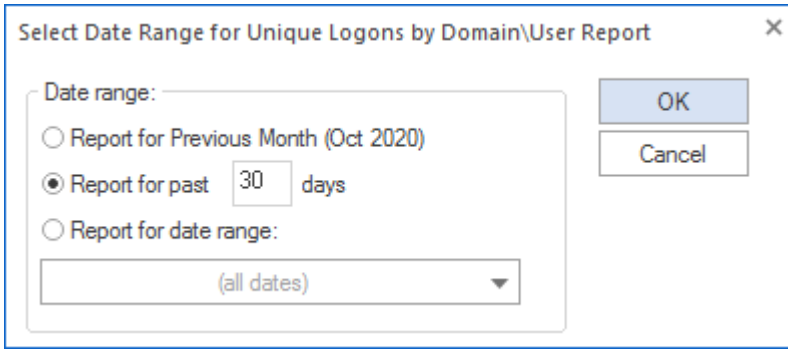 Select Date Range for Unique Logons by Domain\User Report
Date range:
Report for Previous Month (Oct 2020)
Report for past 30 days
Report for date range:
(all dates)
OK
Cancel